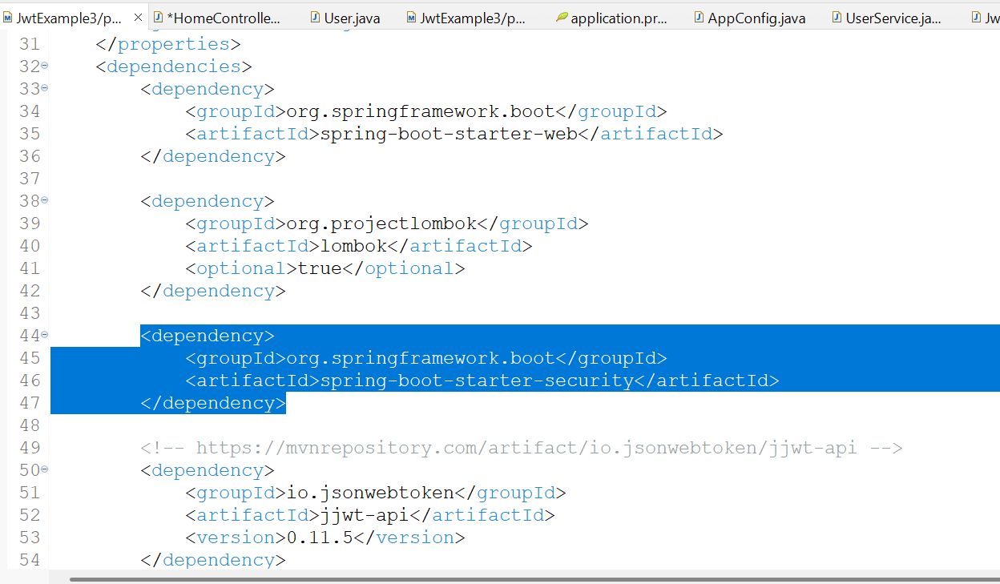 JwtExample3/p...
*HomeControlle...
User.java
JwtExample3/p...
application.pr...
AppConfig.java
UserService.ja...
Jw
31 </properties>
32 <dependencies>
33 <dependency>
34 <groupId>org.springframework.boot</groupId>
35 <artifactId>spring-boot-starter-web</artifactId>
36 </dependency>
37
38 <dependency>
39 <groupId>org.projectlombok</groupId>
40 <artifactId>lombok</artifactId>
41 <optional>true</optional>
42 </dependency>
43
44 <dependency>
45 <groupId>org.springframework.boot</groupId>
46 <artifactId>spring-boot-starter-security</artifactId>
47 </dependency>
48
49 <!-- https://mvnrepository.com/artifact/io.jsonwebtoken/jjwt-api -->
50 <dependency>
51 <groupId>io.jsonwebtoken</groupId>
52 <artifactId>jjwt-api</artifactId>
53 <version>0.11.5</version>
54 </dependency>